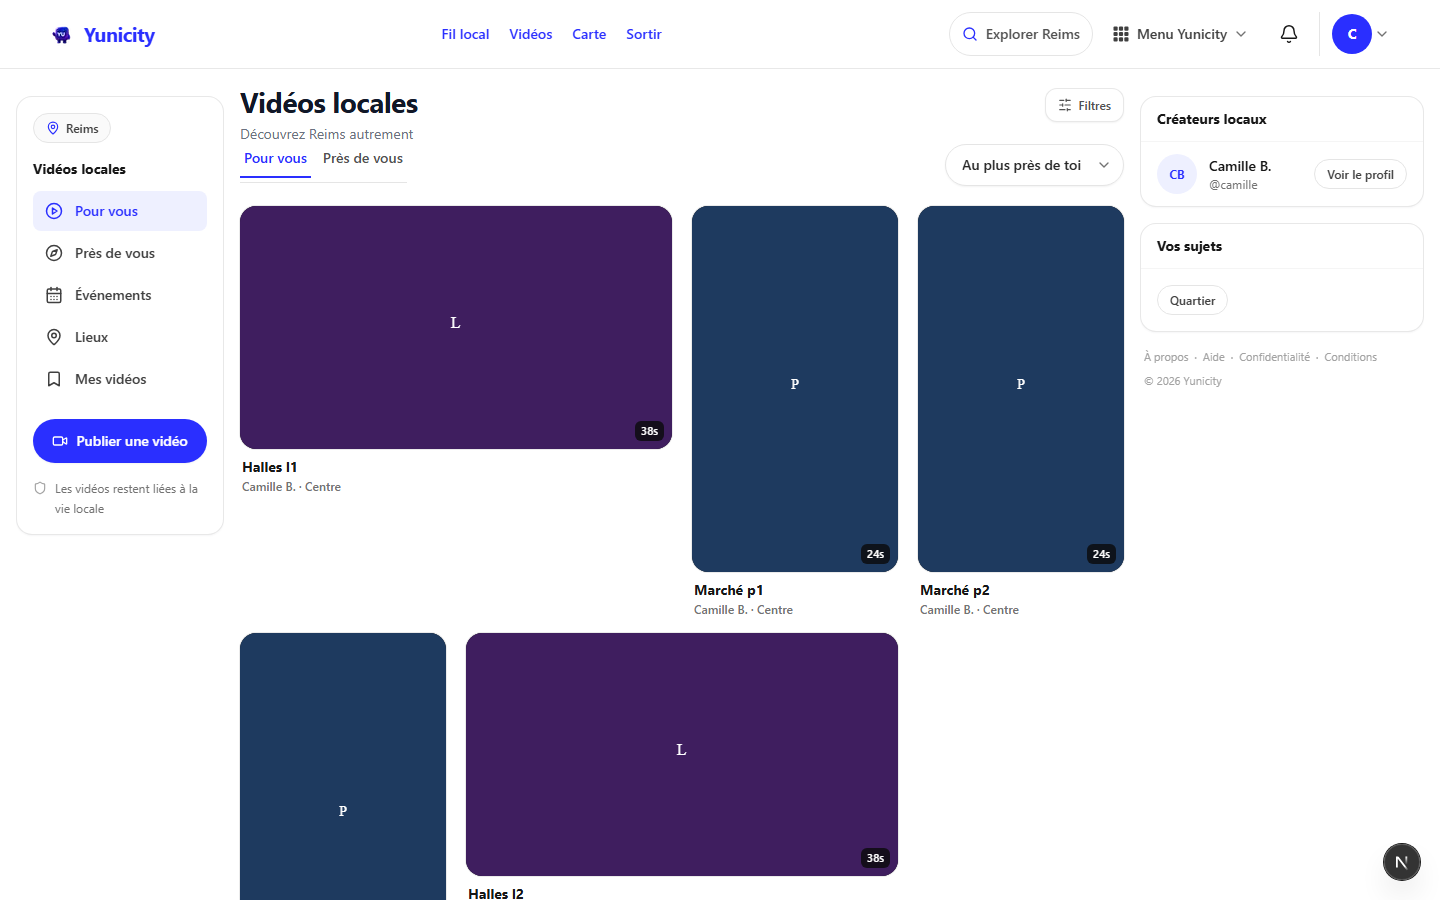 YU Yunicity
Fil local Vidéos Carte Sortir
Explorer Reims
Menu Yunicity
C
Reims
Vidéos locales
Pour vous
Près de vous
Événements
Lieux
Mes vidéos
Publier une vidéo
Les vidéos restent liées à la
vie locale
Vidéos locales
Découvrez Reims autrement
Filtres
Pour vous Près de vous
Au plus près de toi
L
38s
Halles l1
Camille B. · Centre
P
24s
Marché p1
Camille B. · Centre
P
24s
Marché p2
Camille B. · Centre
P
L
38s
Halles l2
Créateurs locaux
CB
Camille B.
@camille
Voir le profil
Vos sujets
Quartier
À propos · Aide · Confidentialité · Conditions
© 2026 Yunicity
N